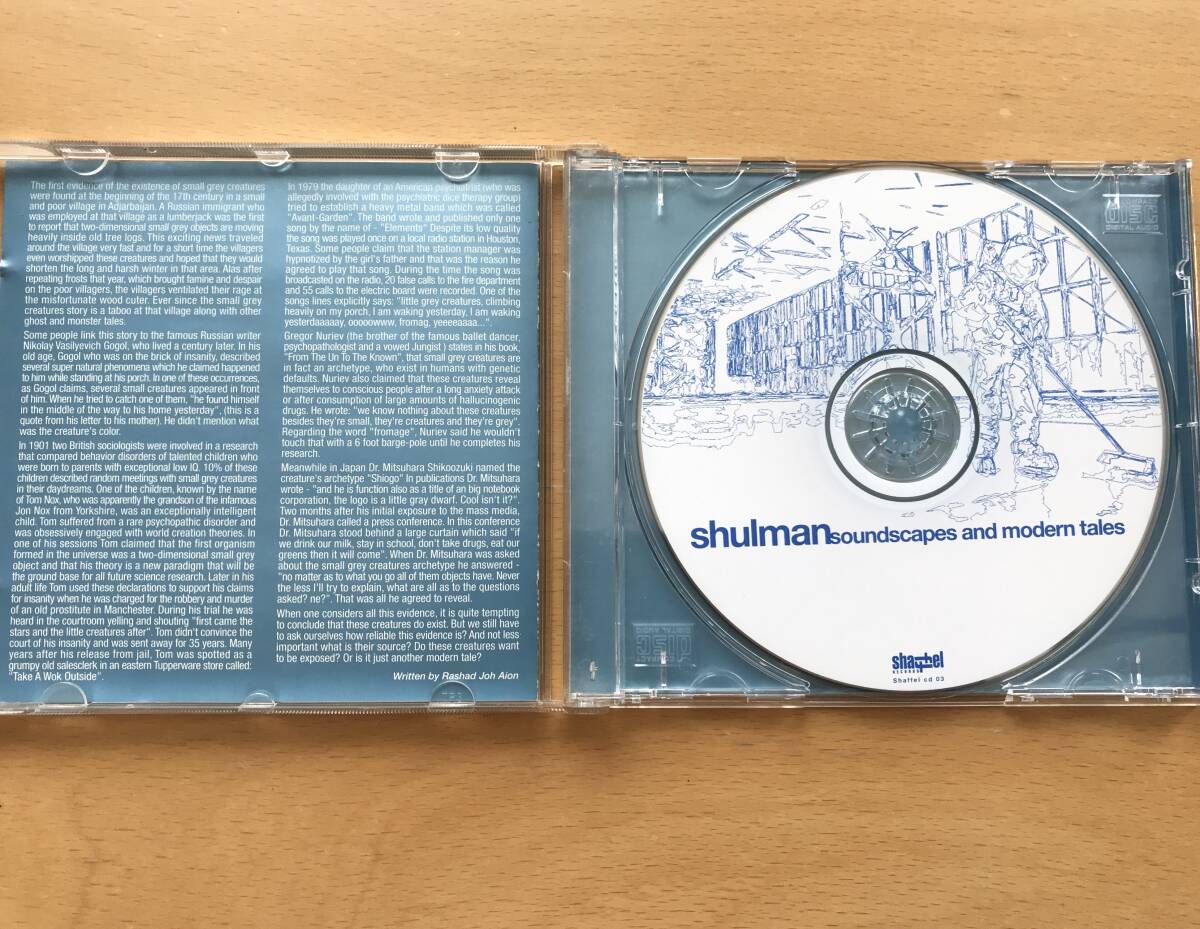 The first evidence of the existence of small grey creatures
were found at the beginning of the 17th century in a small
and poor village in Adjarbaijan. A Russian immigrant who
was employed at that village as a lumberjack was the first
to report that two-dimensional small grey objects are moving
heavily inside old tree logs. This exciting news traveled
around the village very fast and for a short time the villagers
even worshipped these creatures and hoped that they would
shorten the long and harsh winter in that area. Alas after
repeating frosts that year, which brought famine and despair
on the poor villagers, the villagers ventilated their rage at
the misfortunate wood cuter. Ever since the small grey
creatures story is a taboo at that village along with other
ghost and monster tales.
Some people link this story to the famous Russian writer
Nikolay Vasilyevich Gogol, who lived a century later. In his
old age, Gogol who was on the brick of insanity, described
several super natural phenomena which he claimed happened
to him while standing at his porch. In one of these occurrences,
as Gogol claims, several small creatures appeared in front
of him. When he tried to catch one of them, "he found himself
in the middle of the way to his home yesterday". (this is a
quote from his letter to his mother). He didn't mention what
was the creature's color.
In 1901 two British sociologists were involved in a research
that compared behavior disorders of talented children who
were born to parents with exceptional low IQ. 10% of these
children described random meetings with small grey creatures
in their daydreams. One of the children, known by the name
of Tom Nox, who was apparently the grandson of the infamous
Jon Nox from Yorkshire, was an exceptionally intelligent
child. Tom suffered from a rare psychopathic disorder and
was obsessively engaged with world creation theories. In
one of his sessions Tom claimed that the first organism
formed in the universe was a two-dimensional small grey
object and that his theory is a new paradigm that will be
the ground base for all future science research. Later in his
adult life Tom used these declarations to support his claims
for insanity when he was charged for the robbery and murder
of an old prostitute in Manchester. During his trial he was
heard in the courtroom yelling and shouting "first came the
stars and the little creatures after". Tom didn't convince the
court of his insanity and was sent away for 35 years. Many
years after his release from jail, Tom was spotted as a
grumpy old salesclerk in an eastern Tupperware store called:
"Take A Wok Outside".
In 1979 the daughter of an American psychiatrist (who was
allegedly involved with the psychiatric dice therapy group)
tried to establish a heavy metal band which was called
"Avant-Garden". The band wrote and published only one
song by the name of - "Elements" Despite its low quality
the song was played once on a local radio station in Houston,
Texas. Some people claim that the station manager was
hypnotized by the girl's father and that was the reason he
agreed to play that song. During the time the song was
broadcasted on the radio, 20 false calls to the fire department
and 55 calls to the electric board were recorded. One of the
songs lines explicitly says: "little grey creatures, climbing
heavily on my porch, I am waking yesterday, I am waking
yesterdaaaaay, ooooowww, fromag, yeeeeaaaa...".
Gregor Nuriev (the brother of the famous ballet dancer,
psychopathologist and a vowed Jungist ) states in his book,
"From The Un To The Known", that small grey creatures are
in fact an archetype, who exist in humans with genetic
defaults. Nuriev also claimed that these creatures reveal
themselves to conscious people after a long anxiety attack
or after consumption of large amounts of hallucinogenic
drugs. He wrote: "we know nothing about these creatures
besides they're small, they're creatures and they're grey".
Regarding the word "fromage", Nuriev said he wouldn't
touch that with a 6 foot barge-pole until he completes his
research.
Meanwhile in Japan Dr. Mitsuhara Shikoozuki named the
creature's archetype "Shiogo" In publications Dr. Mitsuhara
wrote - "and he is function also as a title of an big notebook
corporation, the logo is a little gray dwarf. Cool isn't it?".
Two months after his initial exposure to the mass media,
Dr. Mitsuhara called a press conference. In this conference
Dr. Mitsuhara stood behind a large curtain which said "if
we drink our milk, stay in school, don't take drugs, eat our
greens then it will come". When Dr. Mitsuhara was asked
about the small grey creatures archetype he answered -
"no matter as to what you go all of them objects have. Never
the less I'll try to explain, what are all as to the questions
asked? ne?". That was all he agreed to reveal.
When one considers all this evidence, it is quite tempting
to conclude that these creatures do exist. But we still have
to ask ourselves how reliable this evidence is? And not less
important what is their source? Do these creatures want
to be exposed? Or is it just another modern tale?
Written by Rashad Joh Aion
COMPACT
disc
DIGITAL AUDIO
shulman soundscapes and modern tales
shaffel
RECORDS
Shaffel cd 03
COMPACT
disc
DIGITAL AUDIO